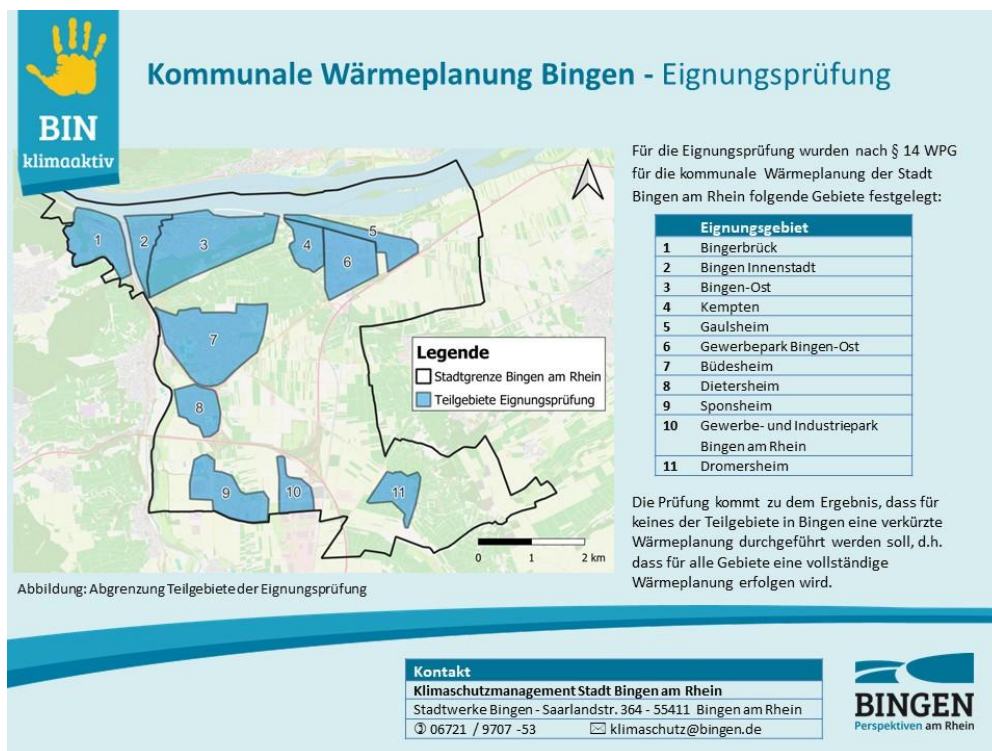 BIN
klimaaktiv
Kommunale Wärmeplanung Bingen - Eignungsprüfung
1
2
3
4
5
6
7
8
9
10
11
Legende
Stadtgrenze Bingen am Rhein
Teilgebiete Eignungsprüfung
0 1 2 km
Abbildung: Abgrenzung Teilgebiete der Eignungsprüfung
Für die Eignungsprüfung wurden nach § 14 WPG
für die kommunale Wärmeplanung der Stadt
Bingen am Rhein folgende Gebiete festgelegt:
Eignungsgebiet
1 Bingerbrück
2 Bingen Innenstadt
3 Bingen-Ost
4 Kempten
5 Gaulsheim
6 Gewerbepark Bingen-Ost
7 Büdesheim
8 Dietersheim
9 Sponsheim
10 Gewerbe- und Industriepark
Bingen am Rhein
11 Dromersheim
Die Prüfung kommt zu dem Ergebnis, dass für
keines der Teilgebiete in Bingen eine verkürzte
Wärmeplanung durchgeführt werden soll, d.h.
dass für alle Gebiete eine vollständige
Wärmeplanung erfolgen wird.
Kontakt
Klimaschutzmanagement Stadt Bingen am Rhein
Stadtwerke Bingen - Saarlandstr. 364 - 55411 Bingen am Rhein
✆ 06721 / 9707 -53 ✉ klimaschutz@bingen.de
BINGEN
Perspektiven am Rhein